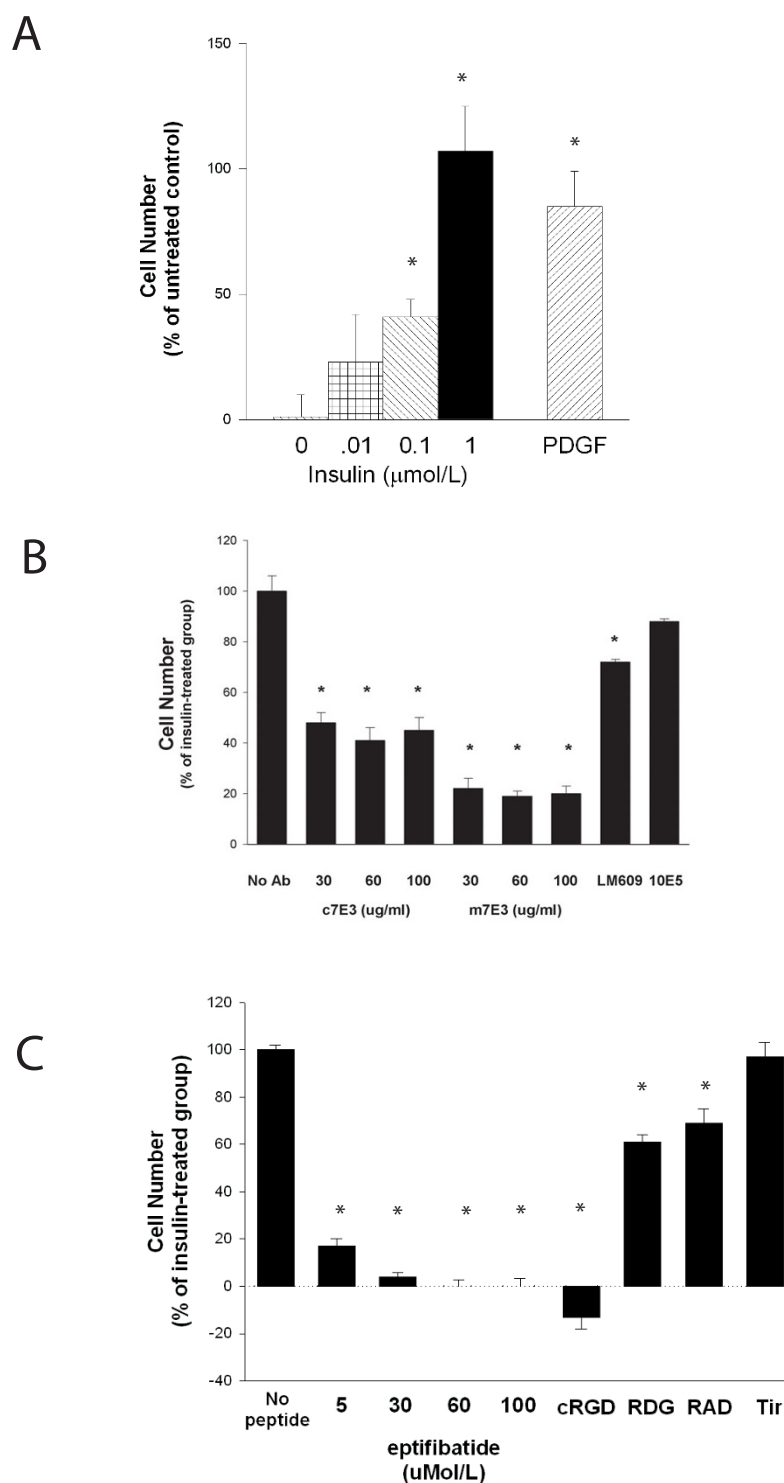 A
Cell Number
(% of untreated control)
150
100
50
0
*
*
*
0 .01 0.1 1 PDGF
Insulin (μmol/L)
B
Cell Number
(% of insulin-treated group)
120
100
80
60
40
20
0
* * * * * * *
No Ab 30 60 100 30 60 100 LM609 10E5
c7E3 (ug/ml) m7E3 (ug/ml)
C
Cell Number
(% of insulin-treated group)
120
100
80
60
40
20
0
-20
-40
* * * * * * *
No
peptide 5 30 60 100 cRGD RDG RAD Tir
eptifibatide
(uMol/L)